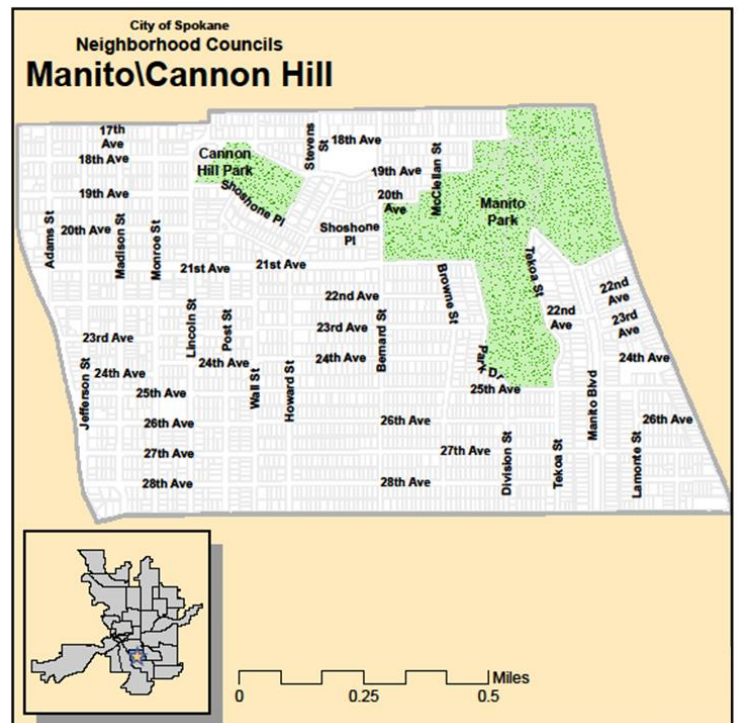 City of Spokane
Neighborhood Councils
Manito\Cannon Hill
17th
Ave
18th Ave
Stevens
St
18th Ave
Cannon
Hill Park
McClellan St
19th Ave
19th Ave
Shoshone Pl
20th
Ave
Manito
Park
Adams St
20th Ave
Madison St
Monroe St
Shoshone
Pl
21st Ave
21st Ave
Browne St
Tekoa St
22nd
Ave
22nd Ave
22nd
Ave
Lincoln St
Post St
Bernard St
23rd
Ave
23rd Ave
23rd Ave
24th Ave
24th Ave
24th Ave
24th Ave
Park Dr
Jefferson St
Wall St
Howard St
Manito Blvd
25th Ave
25th Ave
26th Ave
26th Ave
26th Ave
27th Ave
27th Ave
Division St
Tekoa St
Lamonte St
28th Ave
28th Ave
Miles
0
0.25
0.5